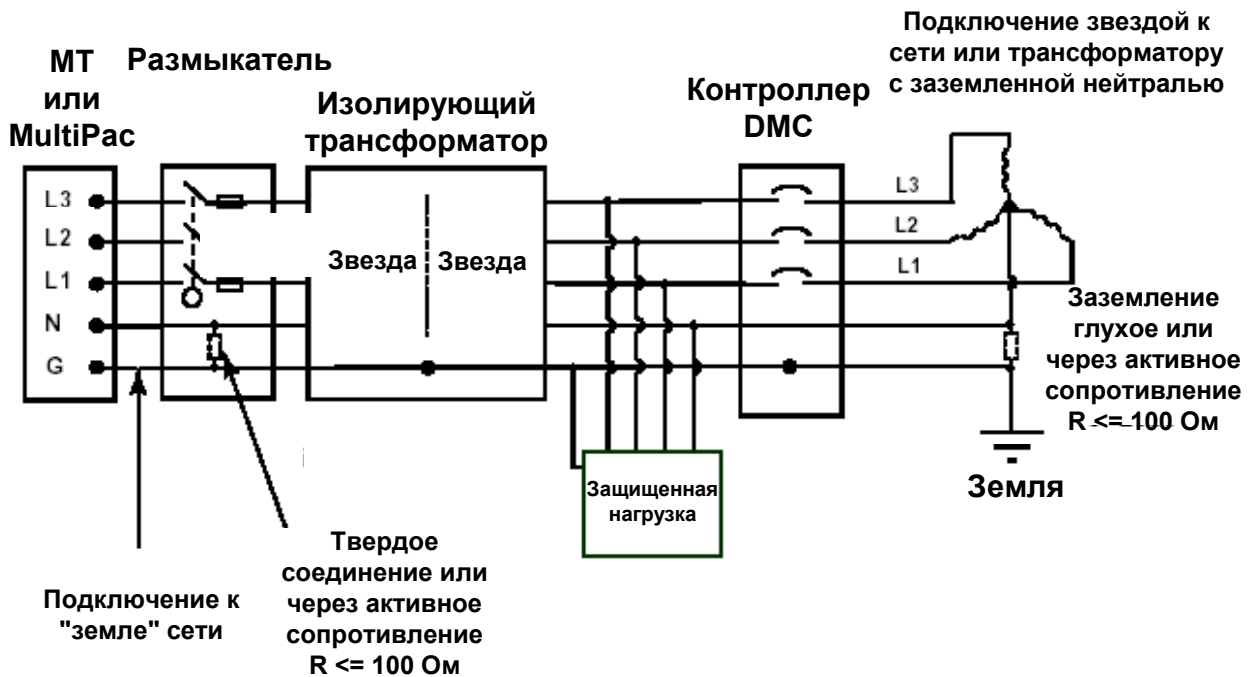 Подключение звездой к
сети или трансформатору
с заземленной нейтралью
МТ
или
MultiPac
Размыкатель
Изолирующий
трансформатор
Контроллер
DMC
L3
L2
L1
N
G
Звезда
Звезда
L3
L2
L1
Заземление
глухое или
через активное
сопротивление
R <= 100 Ом
Земля
Защищенная
нагрузка
Подключение к
"земле" сети
Твердое
соединение или
через активное
сопротивление
R <= 100 Ом